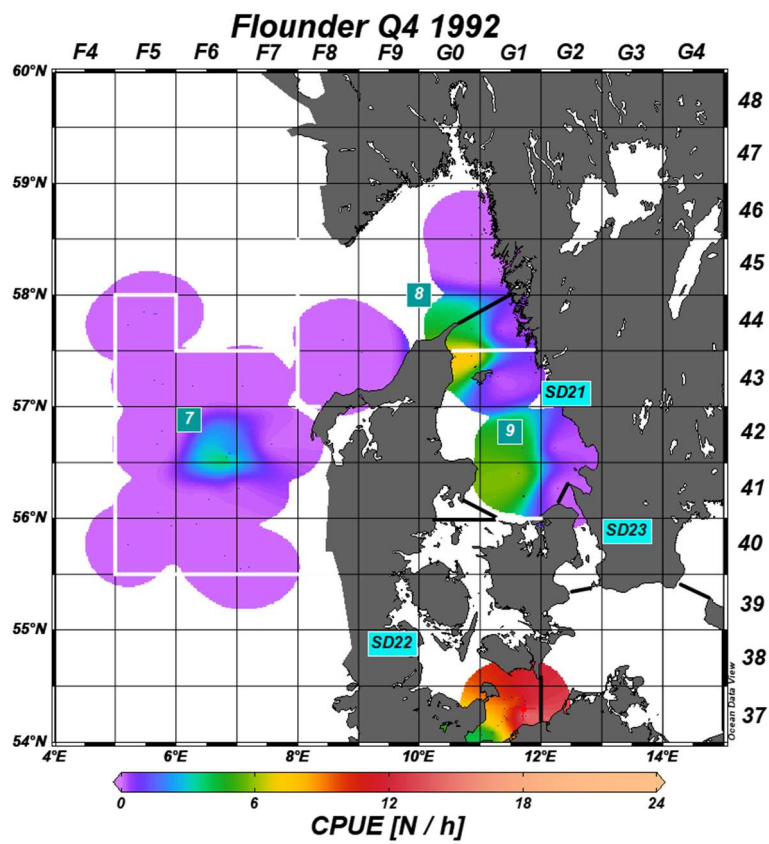 Flounder Q4 1992
F4 F5 F6 F7 F8 F9 G0 G1 G2 G3 G4
60°N
48
47
59°N
46
45
58°N
8
44
43
SD21
57°N
7
9
42
41
56°N
SD23
40
39
55°N
SD22
38
37
54°N
Ocean Data View
4°E 6°E 8°E 10°E 12°E 14°E
0 6 12 18 24
CPUE [N / h]